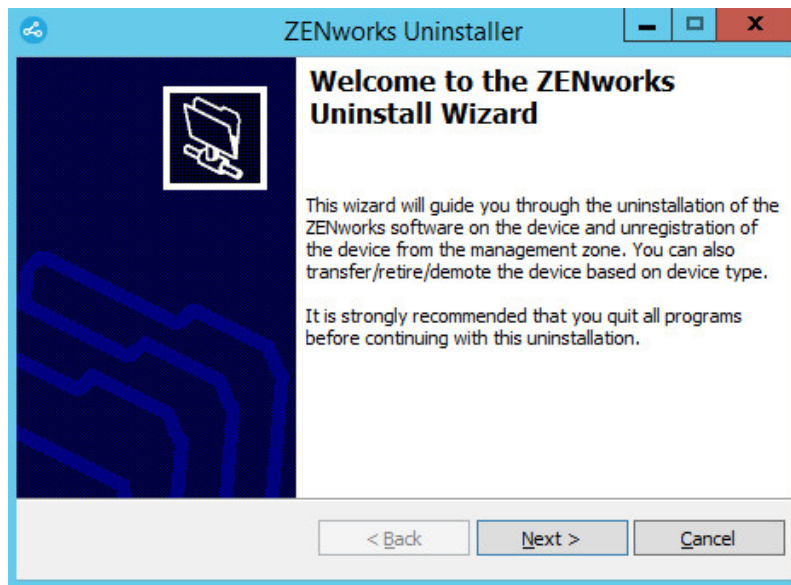 ZENworks Uninstaller
Welcome to the ZENworks
Uninstall Wizard
This wizard will guide you through the uninstallation of the
ZENworks software on the device and unregistration of
the device from the management zone. You can also
transfer/retire/demote the device based on device type.
It is strongly recommended that you quit all programs
before continuing with this uninstallation.
< Back
Next >
Cancel